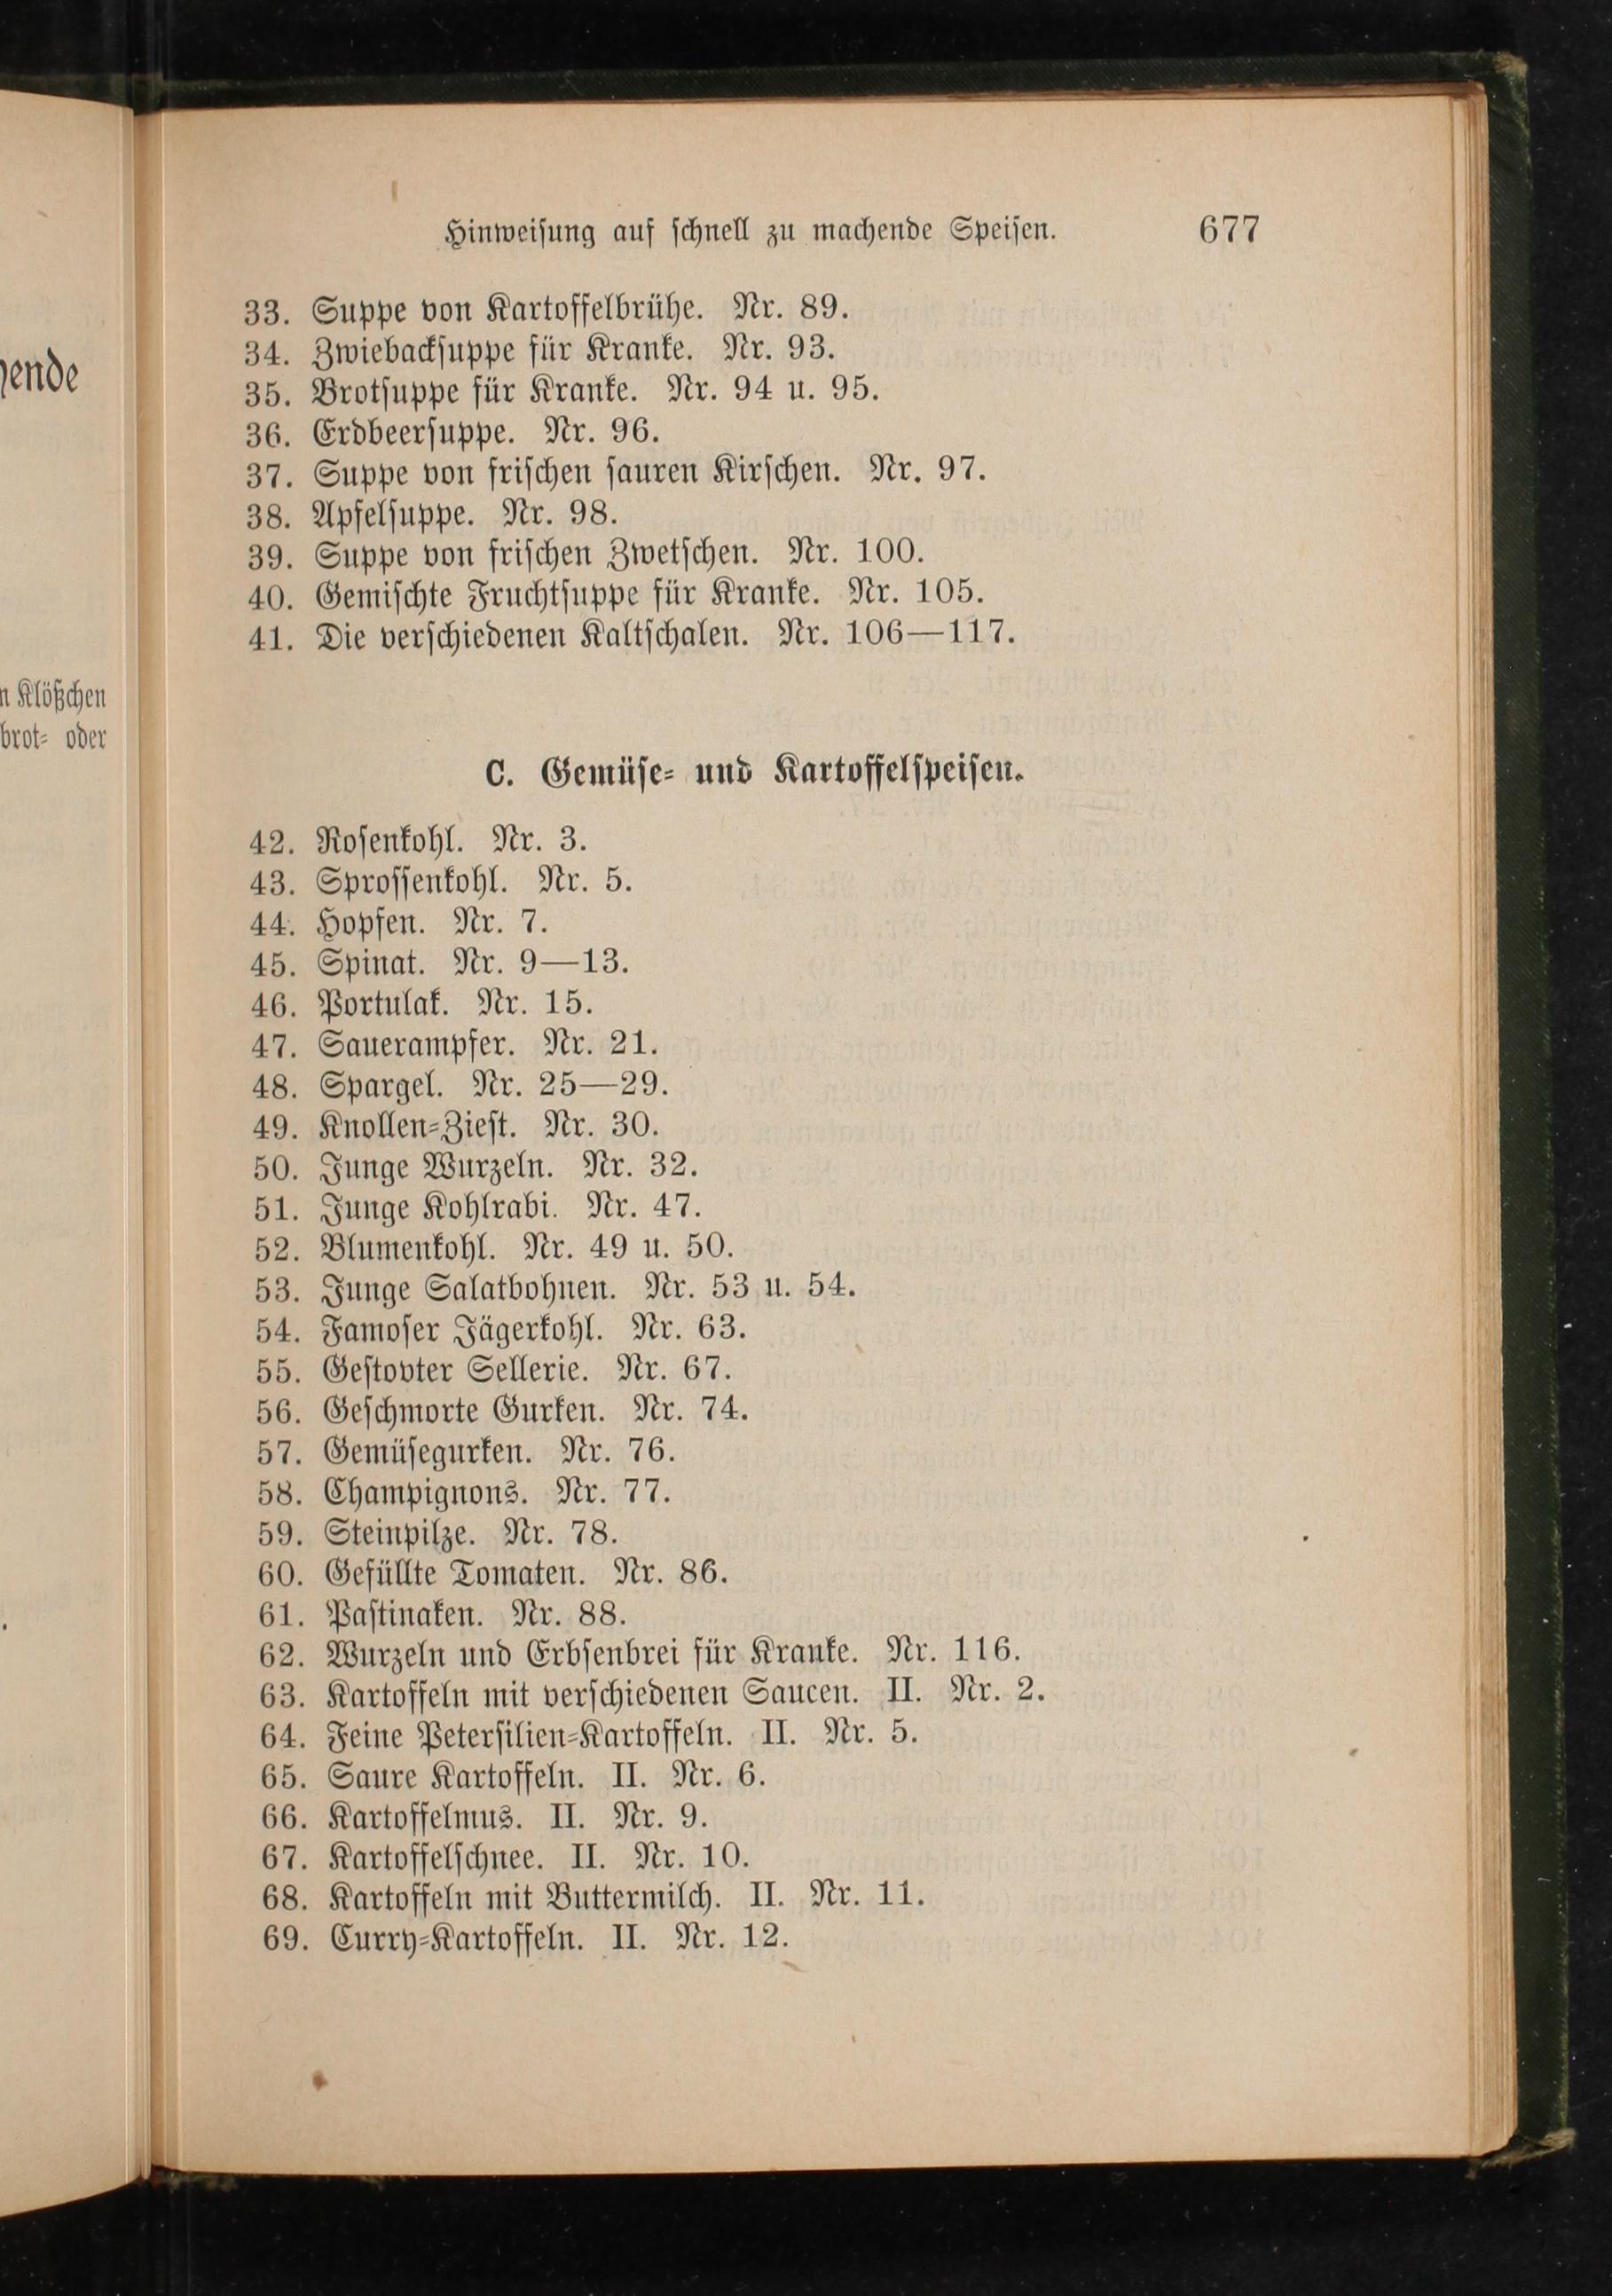 hende
n Klößchen
brot- oder
Hinweisung auf schnell zu machende Speisen. 677
33. Suppe von Kartoffelbrühe. Nr. 89.
34. Zwiebacksuppe für Kranke. Nr. 93.
35. Brotsuppe für Kranke. Nr. 94 u. 95.
36. Erdbeersuppe. Nr. 96.
37. Suppe von frischen sauren Kirschen. Nr. 97.
38. Apfelsuppe. Nr. 98.
39. Suppe von frischen Zwetschen. Nr. 100.
40. Gemischte Fruchtsuppe für Kranke. Nr. 105.
41. Die verschiedenen Kaltschalen. Nr. 106—117.
C. Gemüse- und Kartoffelspeisen.
42. Rosenkohl. Nr. 3.
43. Sprossenkohl. Nr. 5.
44. Hopfen. Nr. 7.
45. Spinat. Nr. 9—13.
46. Portulak. Nr. 15.
47. Sauerampfer. Nr. 21.
48. Spargel. Nr. 25—29.
49. Knollen-Ziest. Nr. 30.
50. Junge Wurzeln. Nr. 32.
51. Junge Kohlrabi. Nr. 47.
52. Blumenkohl. Nr. 49 u. 50.
53. Junge Salatbohnen. Nr. 53 u. 54.
54. Famoser Jägerkohl. Nr. 63.
55. Gestovter Sellerie. Nr. 67.
56. Geschmorte Gurken. Nr. 74.
57. Gemüsegurken. Nr. 76.
58. Champignons. Nr. 77.
59. Steinpilze. Nr. 78.
60. Gefüllte Tomaten. Nr. 86.
61. Pastinaken. Nr. 88.
62. Wurzeln und Erbsenbrei für Kranke. Nr. 116.
63. Kartoffeln mit verschiedenen Saucen. II. Nr. 2.
64. Feine Petersilien-Kartoffeln. II. Nr. 5.
65. Saure Kartoffeln. II. Nr. 6.
66. Kartoffelmus. II. Nr. 9.
67. Kartoffelschnee. II. Nr. 10.
68. Kartoffeln mit Buttermilch. II. Nr. 11.
69. Curry-Kartoffeln. II. Nr. 12.